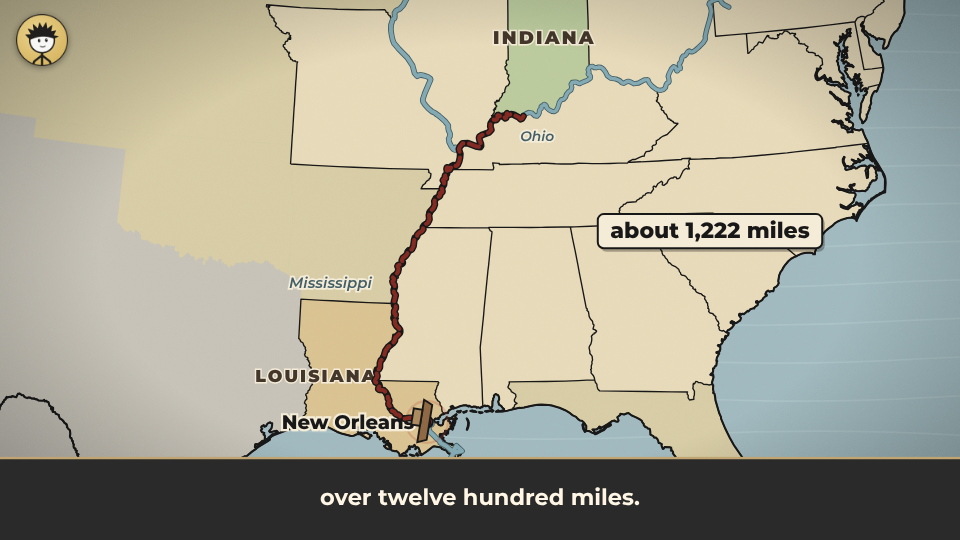 INDIANA
Ohio
about 1,222 miles
Mississippi
LOUISIANA
New Orleans
over twelve hundred miles.